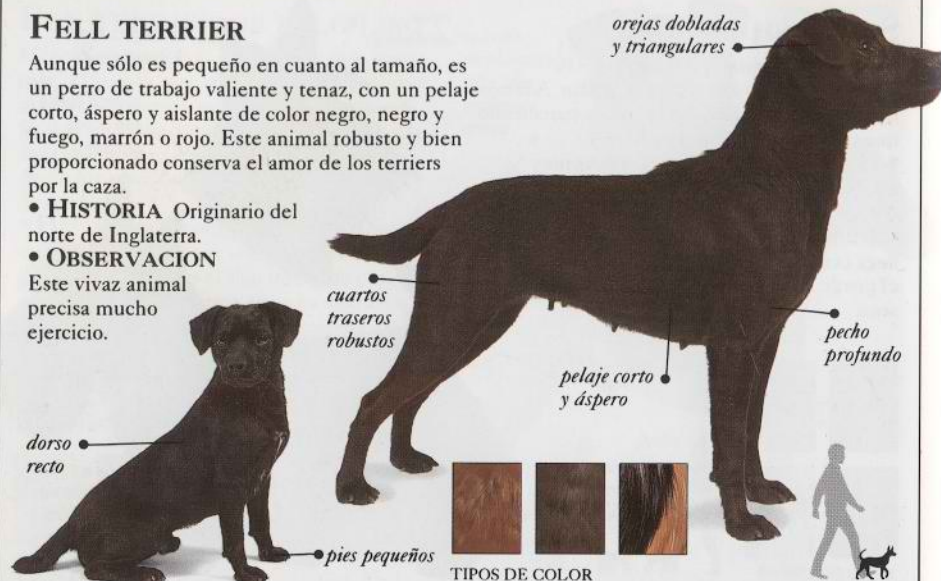 FELL TERRIER
Aunque sólo es pequeño en cuanto al tamaño, es
un perro de trabajo valiente y tenaz, con un pelaje
corto, áspero y aislante de color negro, negro y
fuego, marrón o rojo. Este animal robusto y bien
proporcionado conserva el amor de los terriers
por la caza.
• HISTORIA Originario del
norte de Inglaterra.
• OBSERVACION
Este vivaz animal
precisa mucho
ejercicio.
orejas dobladas
y triangulares
cuartos
traseros
robustos
pecho
profundo
pelaje corto
y áspero
dorso
recto
pies pequeños
TIPOS DE COLOR